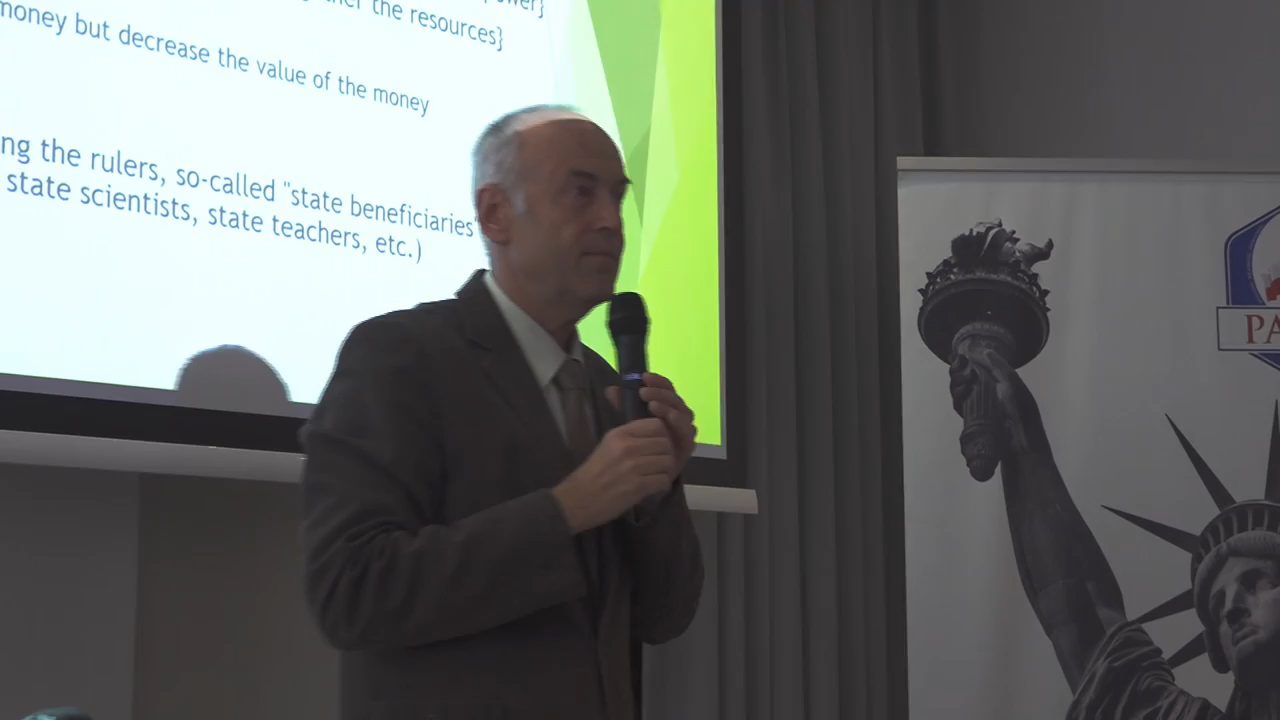 the resources}
money but decrease the value of the money
the rulers, so-called "state beneficiaries"
state scientists, state teachers, etc.)
PA